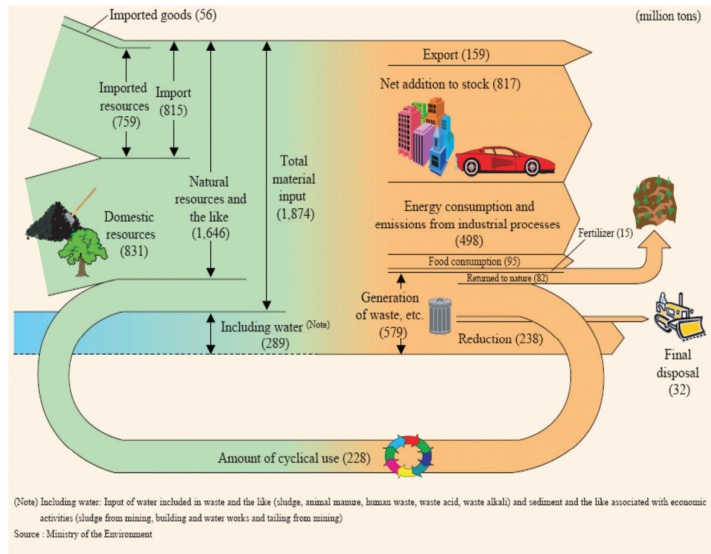 Imported goods (56)
(million tons)
Export (159)
Net addition to stock (817)
Imported
resources
(759)
Import
(815)
Total
material
input
(1,874)
Natural
resources and
the like
(1,646)
Domestic
resources
(831)
Energy consumption and
emissions from industrial processes
(498)
Fertilizer (15)
Food consumption (95)
Returned to nature (82)
Generation
of waste, etc.
(579)
Including water (Note)
(289)
Reduction (238)
Final
disposal
(32)
Amount of cyclical use (228)
(Note) Including water: Input of water included in waste and the like (sludge, animal manure, human waste, waste acid, waste alkali) and sediment and the like associated with economic
activities (sludge from mining, building and water works and tailing from mining)
Source : Ministry of the Environment